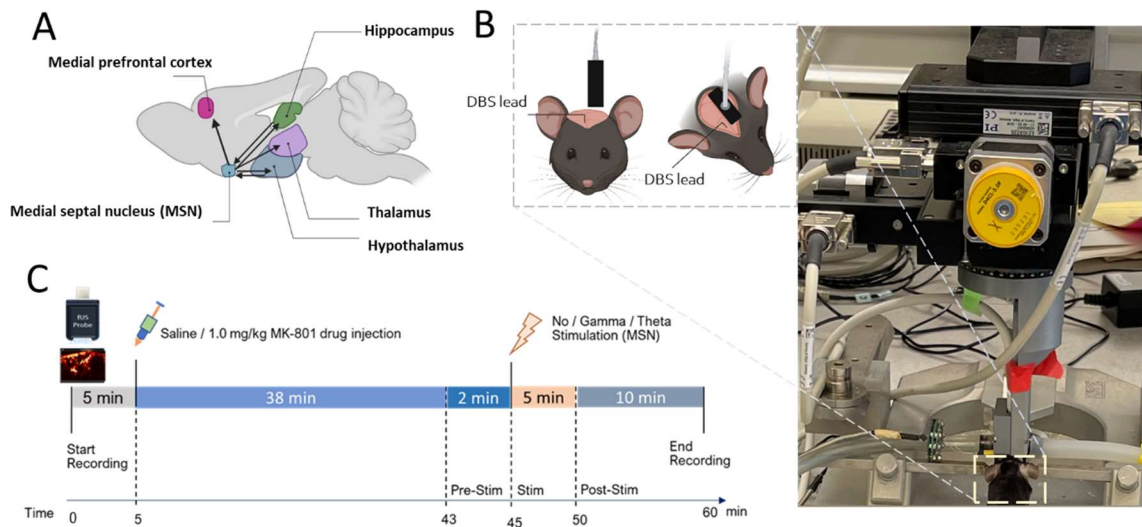 A
Hippocampus
Medial prefrontal cortex
Medial septal nucleus (MSN)
Thalamus
Hypothalamus
B
DBS lead
DBS lead
PI
C
FUS
Probe
Saline / 1.0 mg/kg MK-801 drug injection
No / Gamma / Theta
Stimulation (MSN)
5 min
38 min
2 min
5 min
10 min
Start
Recording
End
Recording
Pre-Stim
Stim
Post-Stim
Time
0
5
43
45
50
60
min